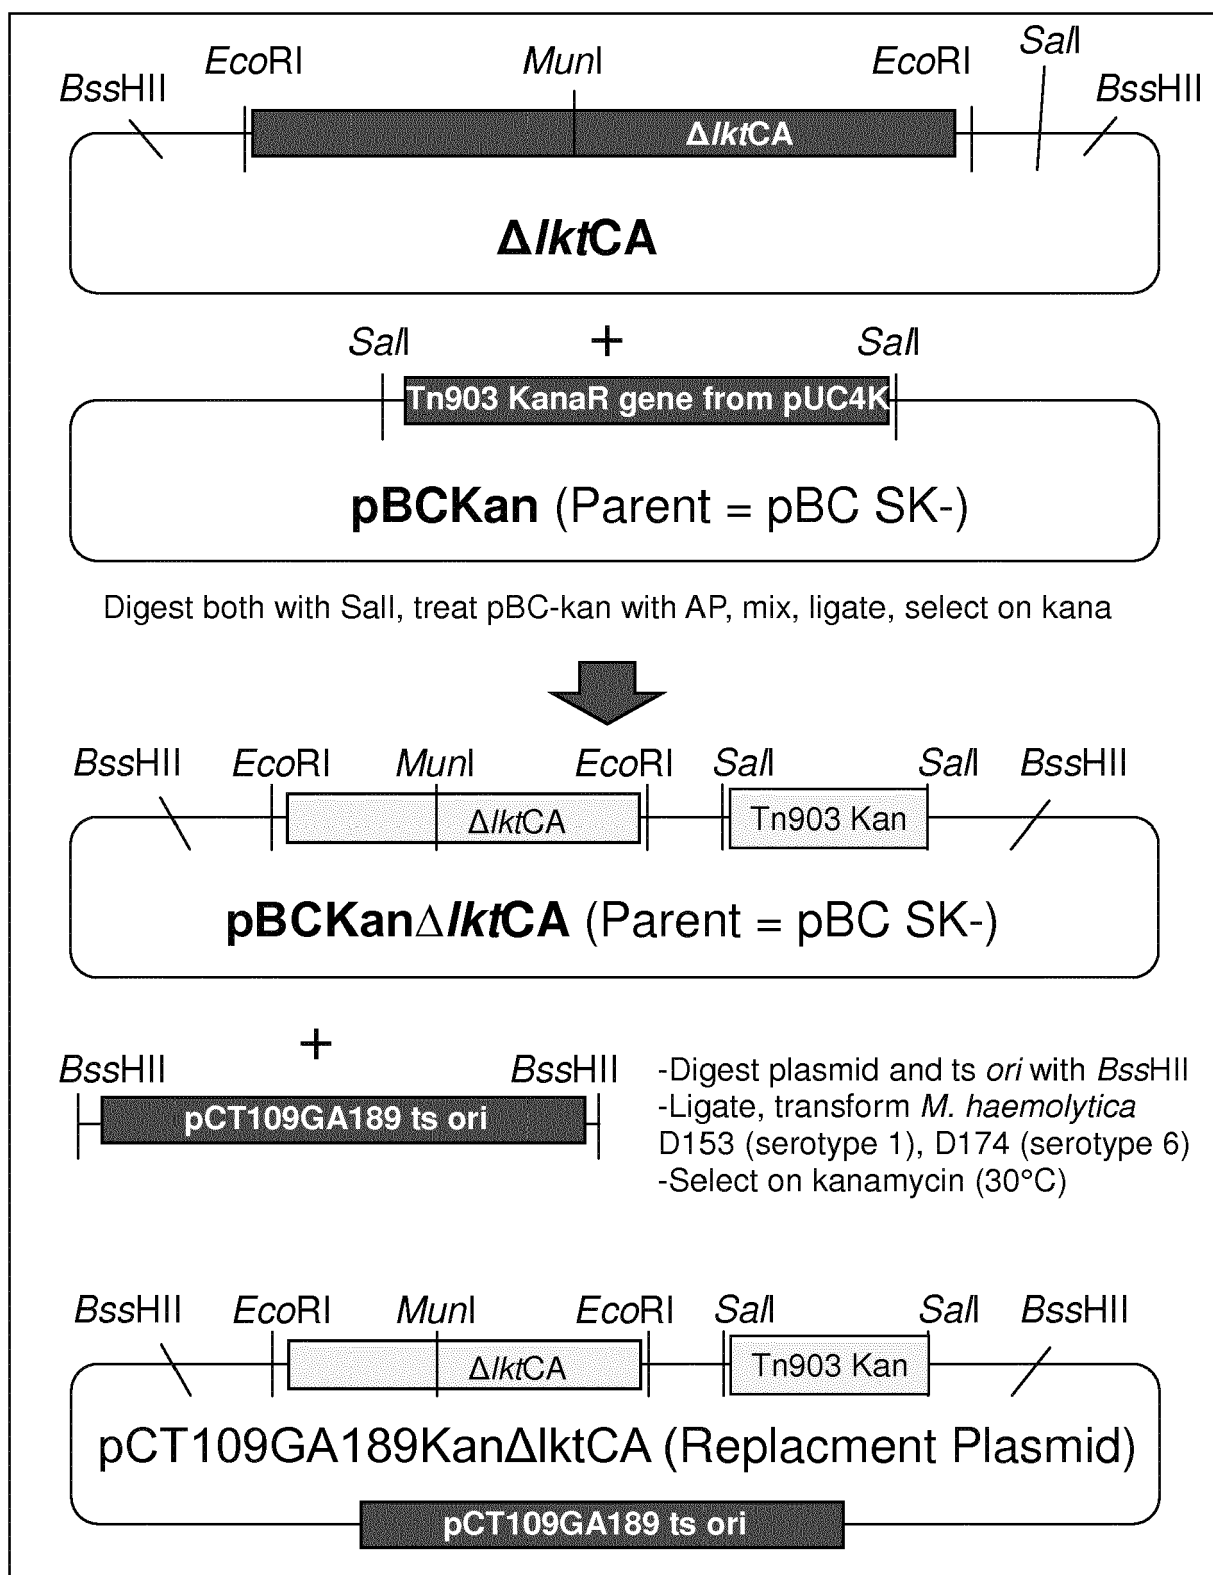 BssHII EcoRI MunI EcoRI SalI BssHII
ΔlktCA
ΔlktCA
+
SalI SalI
Tn903 KanaR gene from pUC4K
pBCKan (Parent = pBC SK-)
Digest both with SalI, treat pBC-kan with AP, mix, ligate, select on kana
BssHII EcoRI MunI EcoRI SalI SalI BssHII
ΔlktCA Tn903 Kan
pBCKanΔlktCA (Parent = pBC SK-)
+
BssHII BssHII
pCT109GA189 ts ori
-Digest plasmid and ts ori with BssHII
-Ligate, transform M. haemolytica
D153 (serotype 1), D174 (serotype 6)
-Select on kanamycin (30°C)
BssHII EcoRI MunI EcoRI SalI SalI BssHII
ΔlktCA Tn903 Kan
pCT109GA189KanΔlktCA (Replacment Plasmid)
pCT109GA189 ts ori